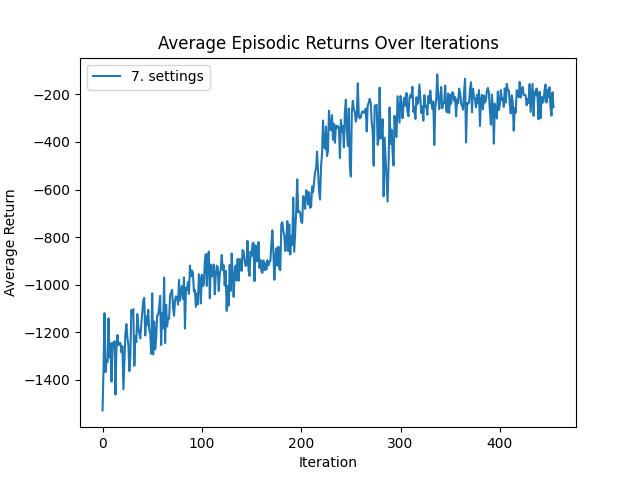 Average Episodic Returns Over Iterations
7. settings
−200
−400
−600
−800
−1000
−1200
−1400
Average Return
0 100 200 300 400
Iteration